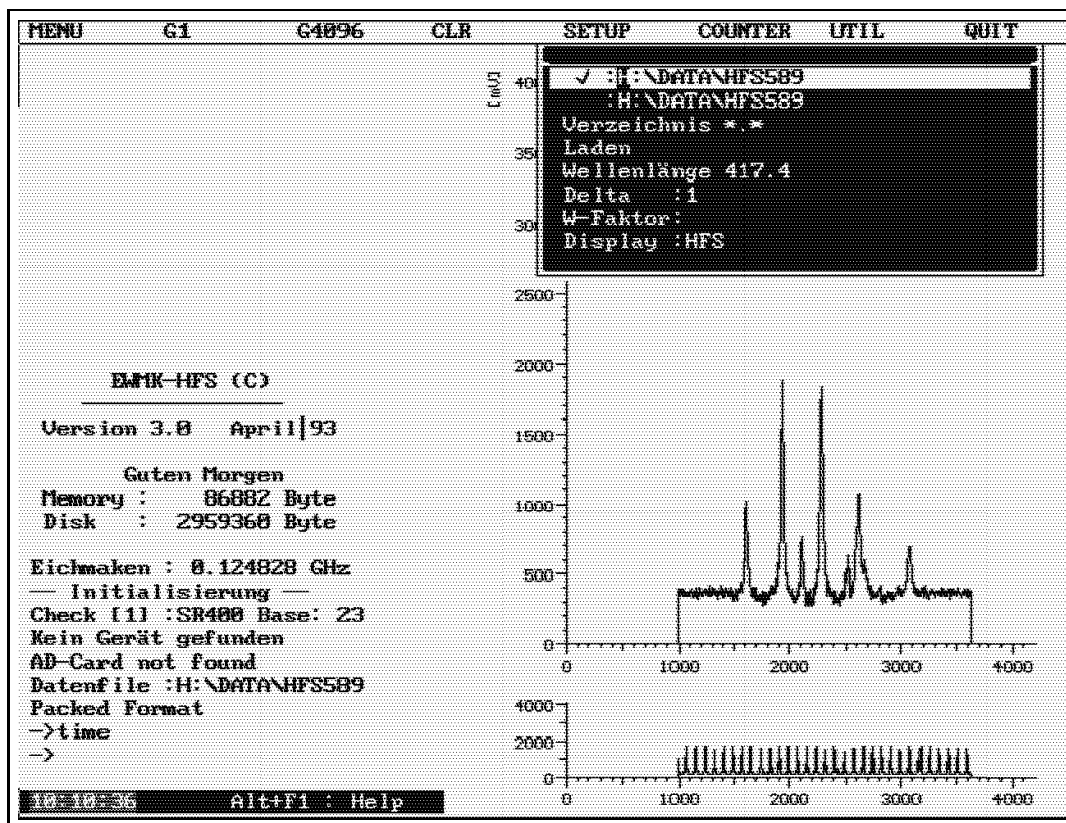 MENU G1 G4096 CLR SETUP COUNTER UTIL QUIT
[mV]
✓ :I:\DATA\HFS589
:H:\DATA\HFS589
Verzeichnis *.*
Laden
Wellenlänge 417.4
Delta :1
W-Faktor:
Display :HFS
400
350
300
2500
2000
1500
1000
500
0
0 1000 2000 3000 4000
EWMK-HFS (C)
Version 3.0 April 93
Guten Morgen
Memory : 86882 Byte
Disk : 2959360 Byte
Eichmaken : 0.124828 GHz
— Initialisierung —
Check [1] :SR400 Base: 23
Kein Gerät gefunden
AD-Card not found
Datenfile :H:\DATA\HFS589
Packed Format
->time
->
4000
2000
0
0 1000 2000 3000 4000
10:10:36 Alt+F1 : Help